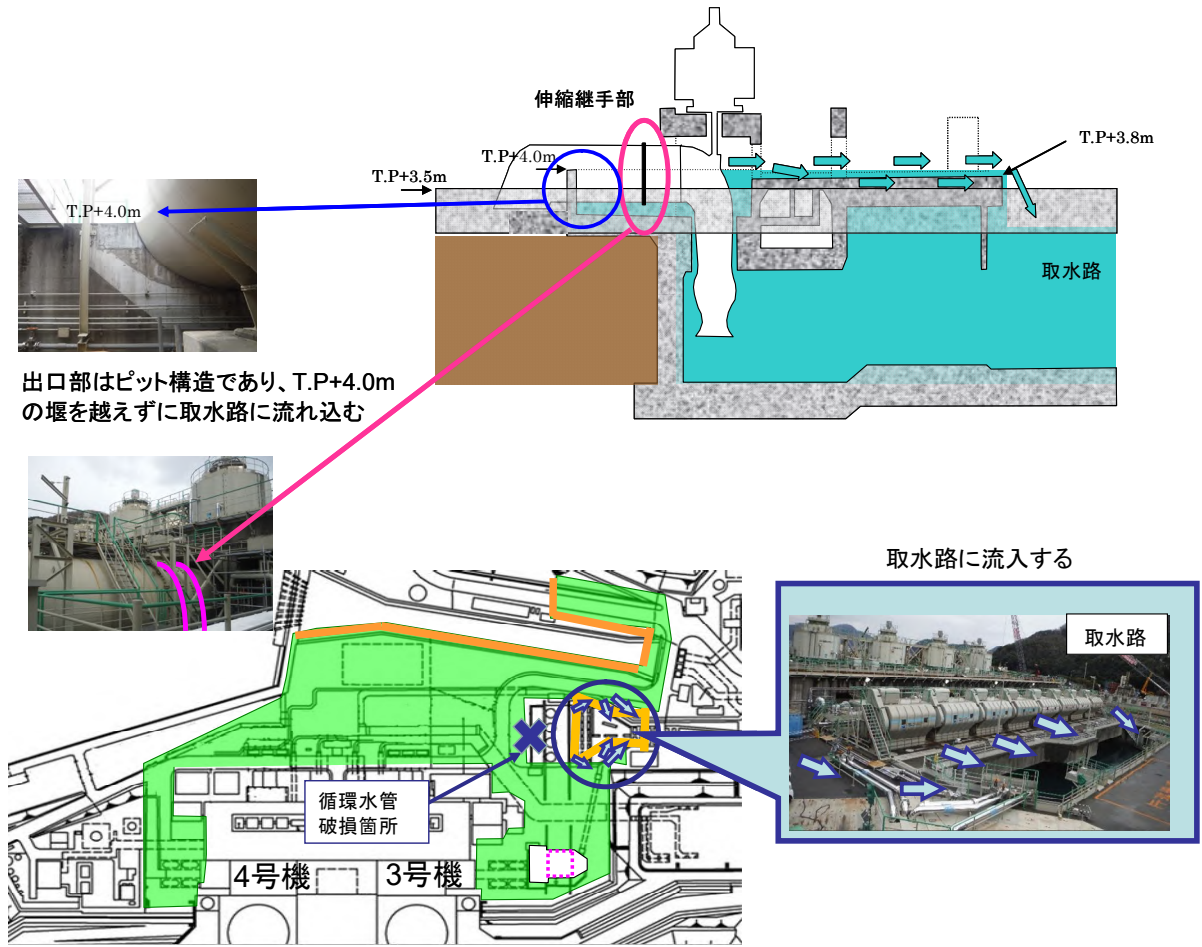 伸縮継手部
T.P+4.0m
T.P+3.8m
T.P+3.5m
T.P+4.0m
取水路
出口部はピット構造であり、T.P+4.0m
の堰を越えずに取水路に流れ込む
取水路に流入する
取水路
循環水管
破損箇所
4号機
3号機